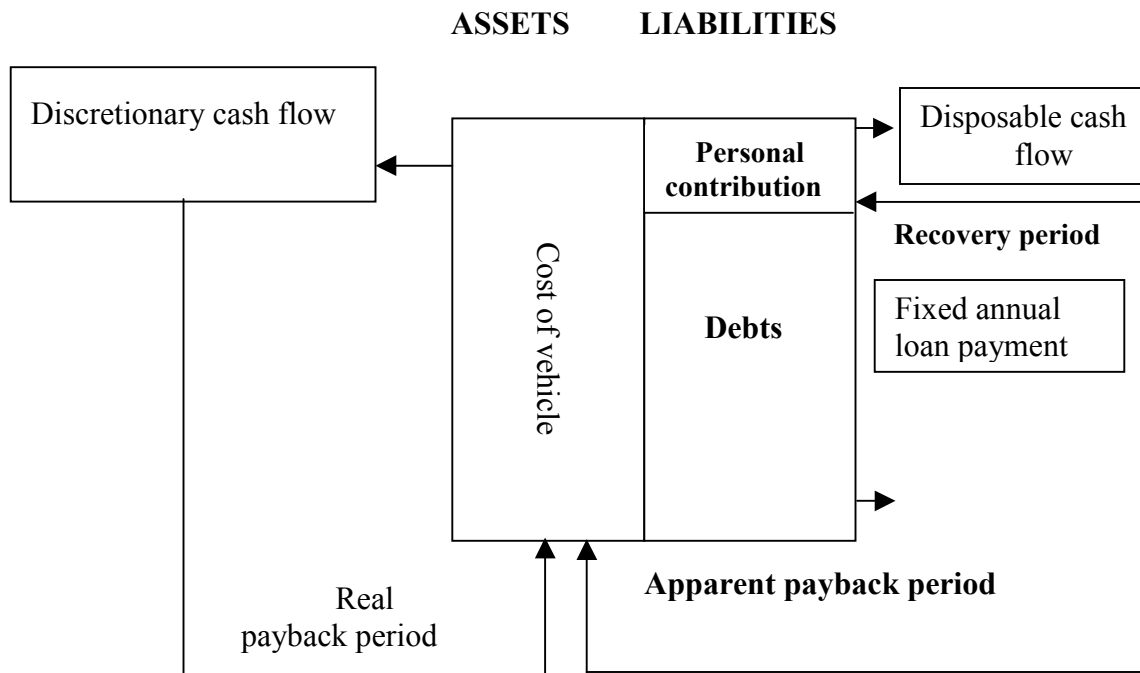 ASSETS LIABILITIES
Discretionary cash flow
Personal
contribution
Disposable cash
flow
Recovery period
Cost of vehicle
Debts
Fixed annual
loan payment
Apparent payback period
Real
payback period